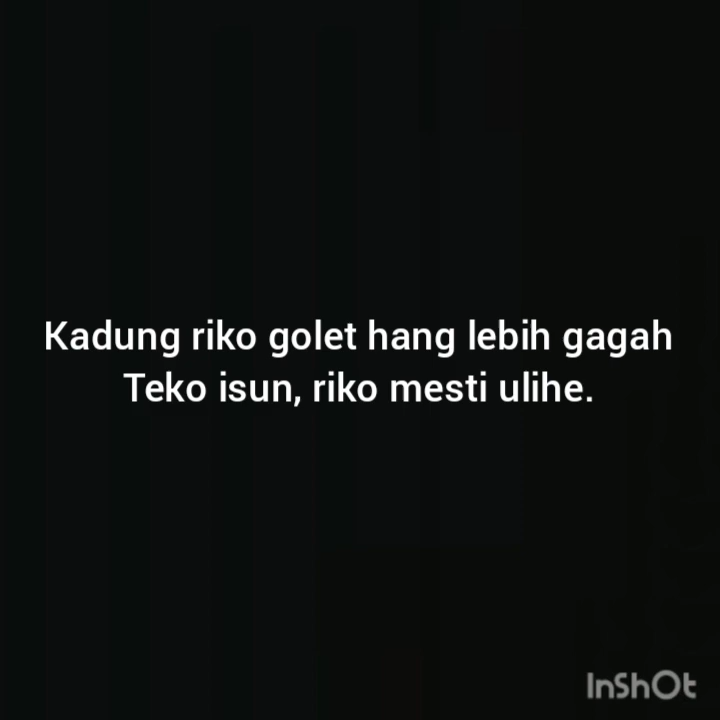 Kadung riko golet hang lebih gagah
Teko isun, riko mesti ulihe.
InShOt